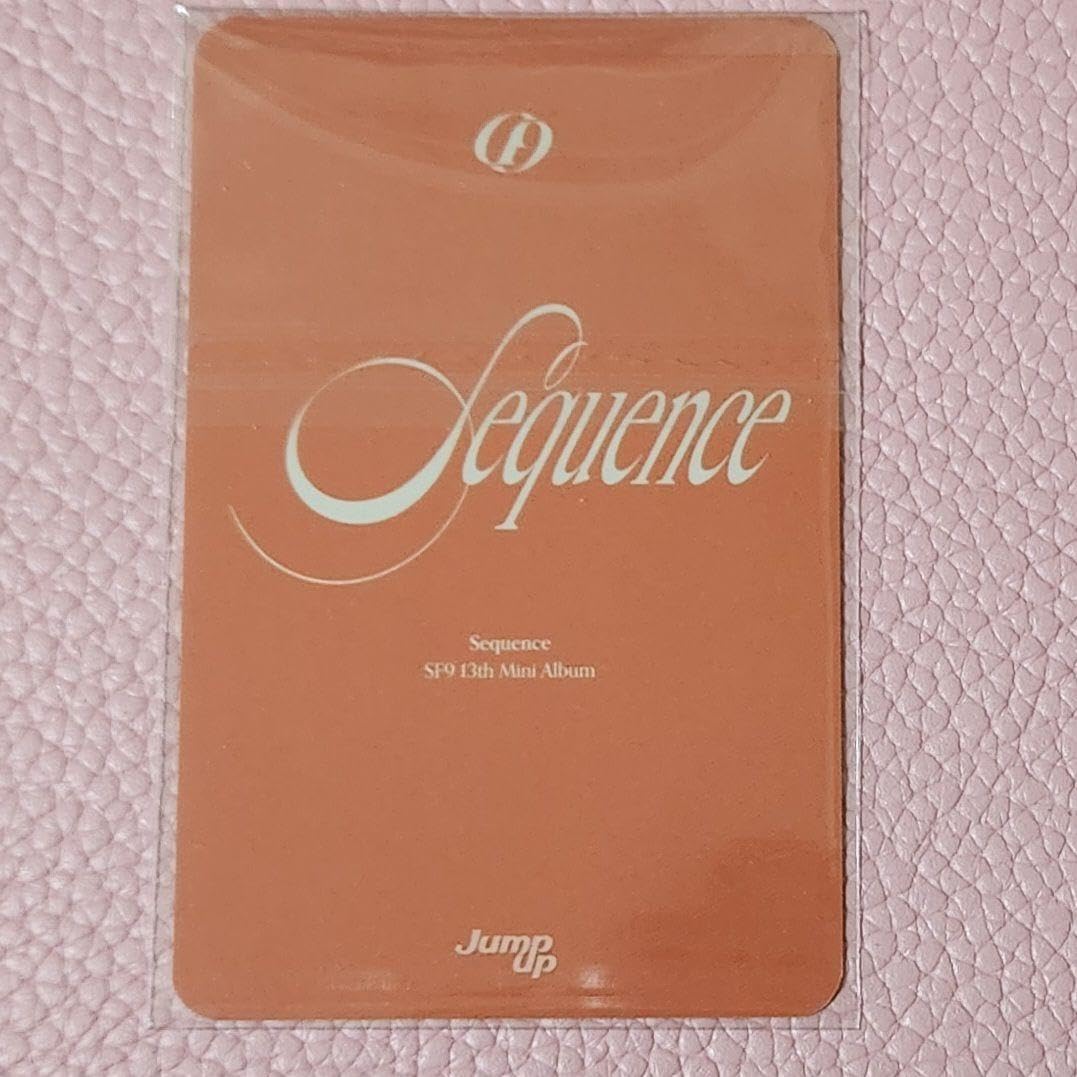 Sequence
Sequence
SF9 13th Mini Album
Jump
Up